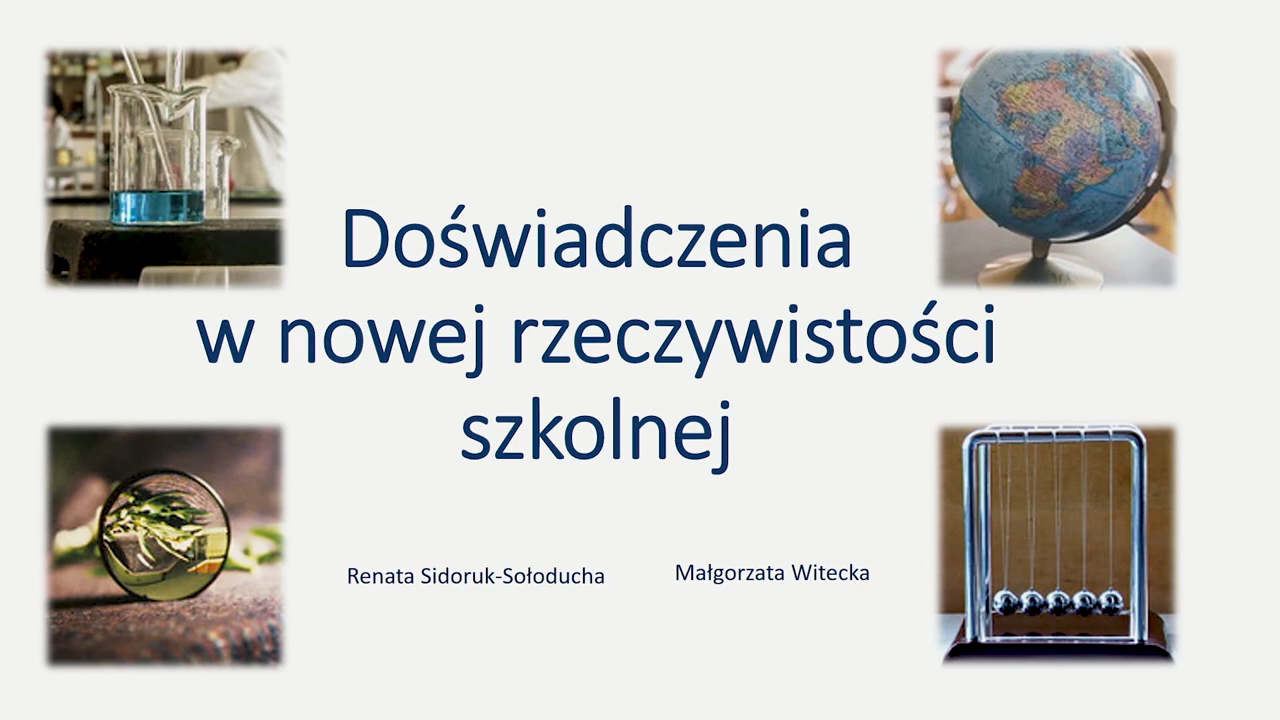 Doświadczenia
w nowej rzeczywistości
szkolnej
Renata Sidoruk-Sołoducha
Małgorzata Witecka